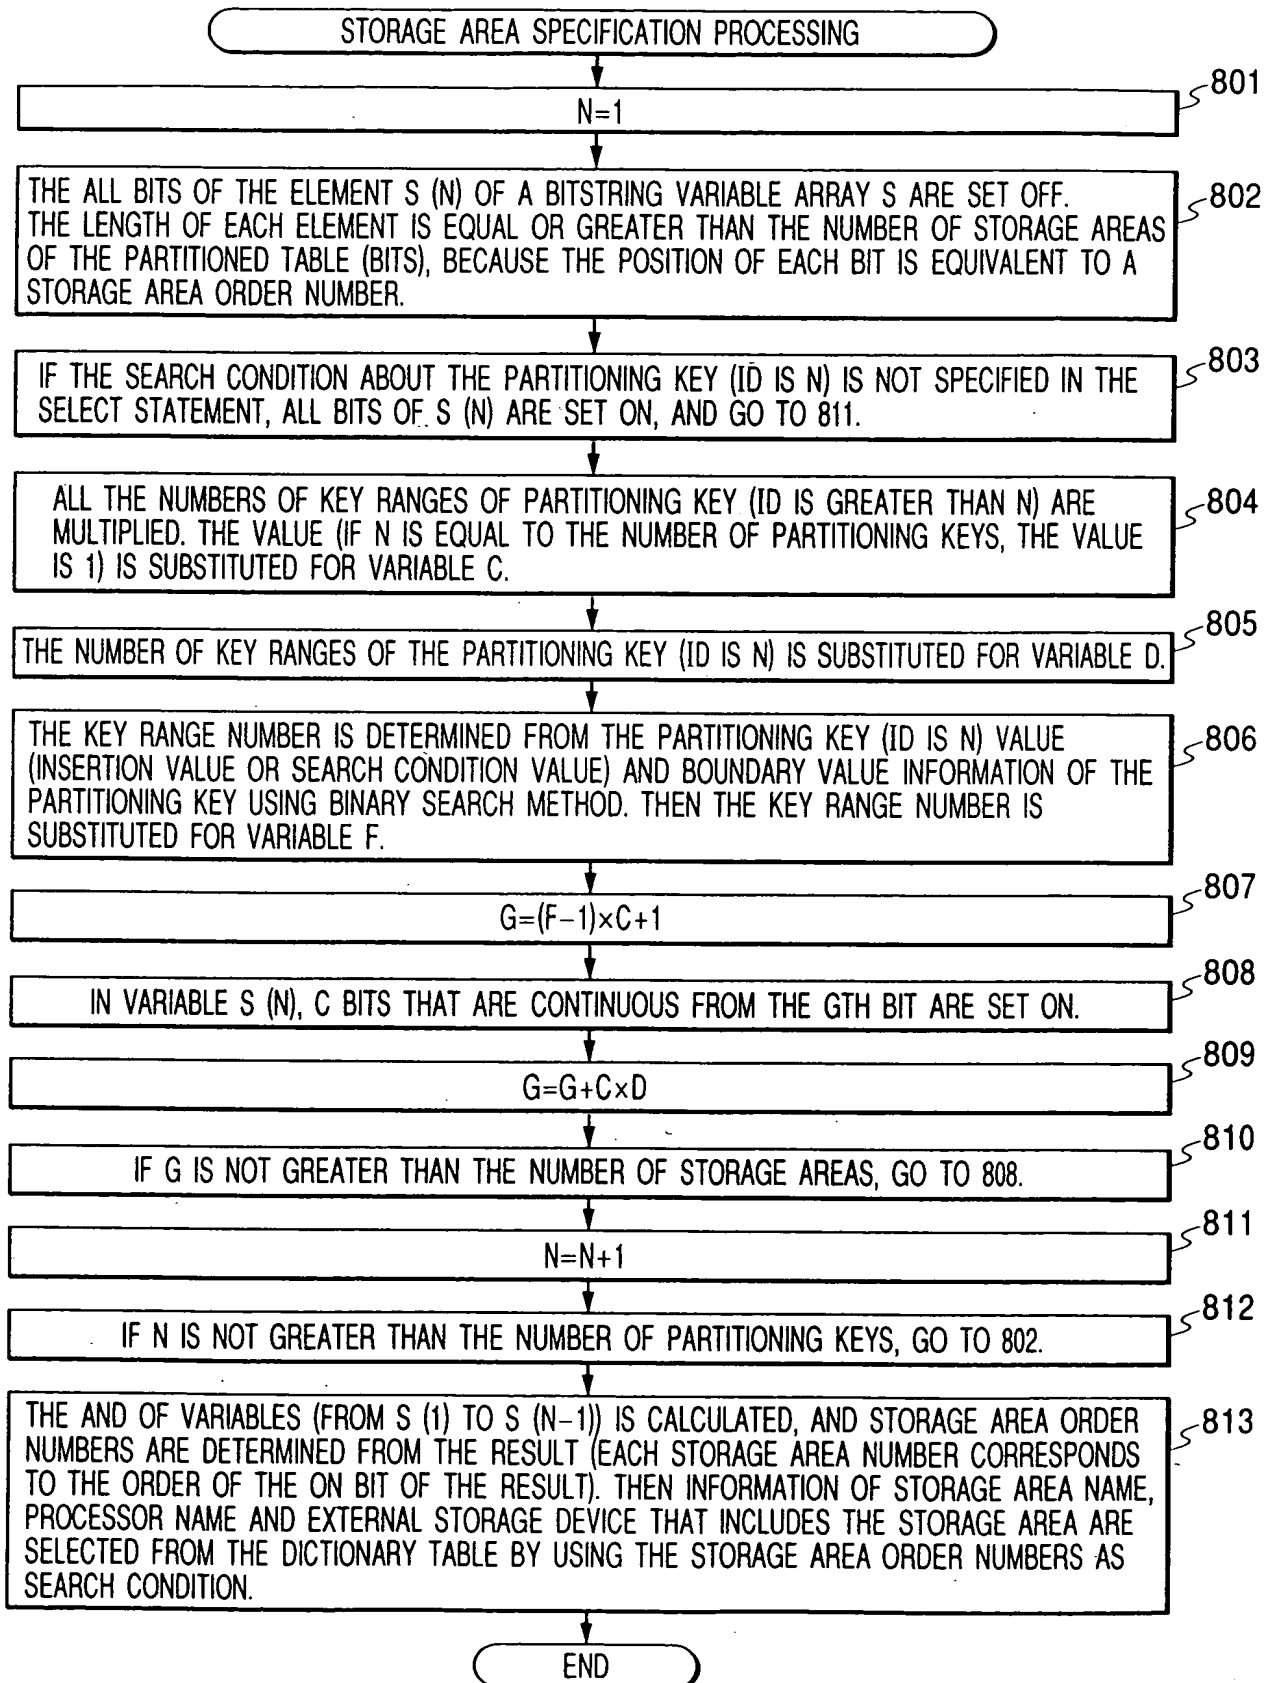 STORAGE AREA SPECIFICATION PROCESSING
801
N=1
802
THE ALL BITS OF THE ELEMENT S (N) OF A BITSTRING VARIABLE ARRAY S ARE SET OFF.
THE LENGTH OF EACH ELEMENT IS EQUAL OR GREATER THAN THE NUMBER OF STORAGE AREAS
OF THE PARTITIONED TABLE (BITS), BECAUSE THE POSITION OF EACH BIT IS EQUIVALENT TO A
STORAGE AREA ORDER NUMBER.
803
IF THE SEARCH CONDITION ABOUT THE PARTITIONING KEY (ID IS N) IS NOT SPECIFIED IN THE
SELECT STATEMENT, ALL BITS OF S (N) ARE SET ON, AND GO TO 811.
804
ALL THE NUMBERS OF KEY RANGES OF PARTITIONING KEY (ID IS GREATER THAN N) ARE
MULTIPLIED. THE VALUE (IF N IS EQUAL TO THE NUMBER OF PARTITIONING KEYS, THE VALUE
IS 1) IS SUBSTITUTED FOR VARIABLE C.
805
THE NUMBER OF KEY RANGES OF THE PARTITIONING KEY (ID IS N) IS SUBSTITUTED FOR VARIABLE D.
806
THE KEY RANGE NUMBER IS DETERMINED FROM THE PARTITIONING KEY (ID IS N) VALUE
(INSERTION VALUE OR SEARCH CONDITION VALUE) AND BOUNDARY VALUE INFORMATION OF THE
PARTITIONING KEY USING BINARY SEARCH METHOD. THEN THE KEY RANGE NUMBER IS
SUBSTITUTED FOR VARIABLE F.
807
G=(F−1)×C+1
808
IN VARIABLE S (N), C BITS THAT ARE CONTINUOUS FROM THE GTH BIT ARE SET ON.
809
G=G+C×D
810
IF G IS NOT GREATER THAN THE NUMBER OF STORAGE AREAS, GO TO 808.
811
N=N+1
812
IF N IS NOT GREATER THAN THE NUMBER OF PARTITIONING KEYS, GO TO 802.
813
THE AND OF VARIABLES (FROM S (1) TO S (N−1)) IS CALCULATED, AND STORAGE AREA ORDER
NUMBERS ARE DETERMINED FROM THE RESULT (EACH STORAGE AREA NUMBER CORRESPONDS
TO THE ORDER OF THE ON BIT OF THE RESULT). THEN INFORMATION OF STORAGE AREA NAME,
PROCESSOR NAME AND EXTERNAL STORAGE DEVICE THAT INCLUDES THE STORAGE AREA ARE
SELECTED FROM THE DICTIONARY TABLE BY USING THE STORAGE AREA ORDER NUMBERS AS
SEARCH CONDITION.
END